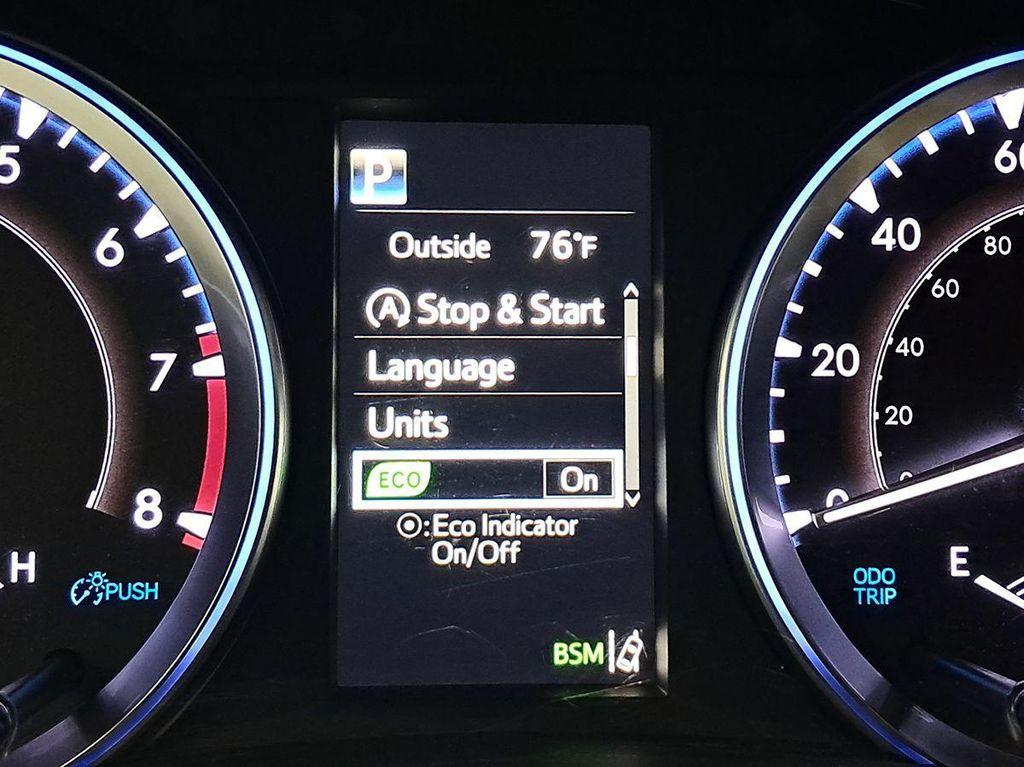 P
Outside 76°F
A Stop & Start
Language
Units
ECO On
:Eco Indicator
On/Off
BSM
5
6
7
8
H
PUSH
60
40
20
0
80
60
40
20
0
ODO
TRIP
E